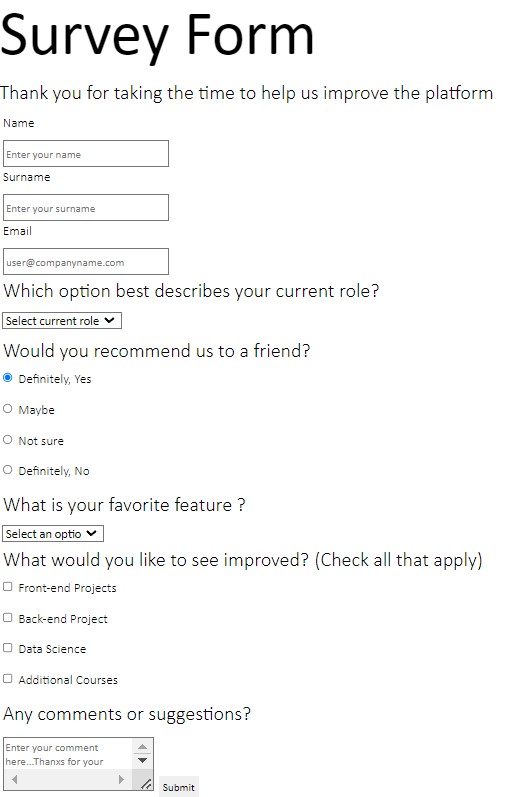 Survey Form
Thank you for taking the time to help us improve the platform
Name
Enter your name
Surname
Enter your surname
Email
user@companyname.com
Which option best describes your current role?
Select current role
Would you recommend us to a friend?
Definitely, Yes
Maybe
Not sure
Definitely, No
What is your favorite feature ?
Select an optio
What would you like to see improved? (Check all that apply)
Front-end Projects
Back-end Project
Data Science
Additional Courses
Any comments or suggestions?
Enter your comment
here...Thanxs for your
Submit